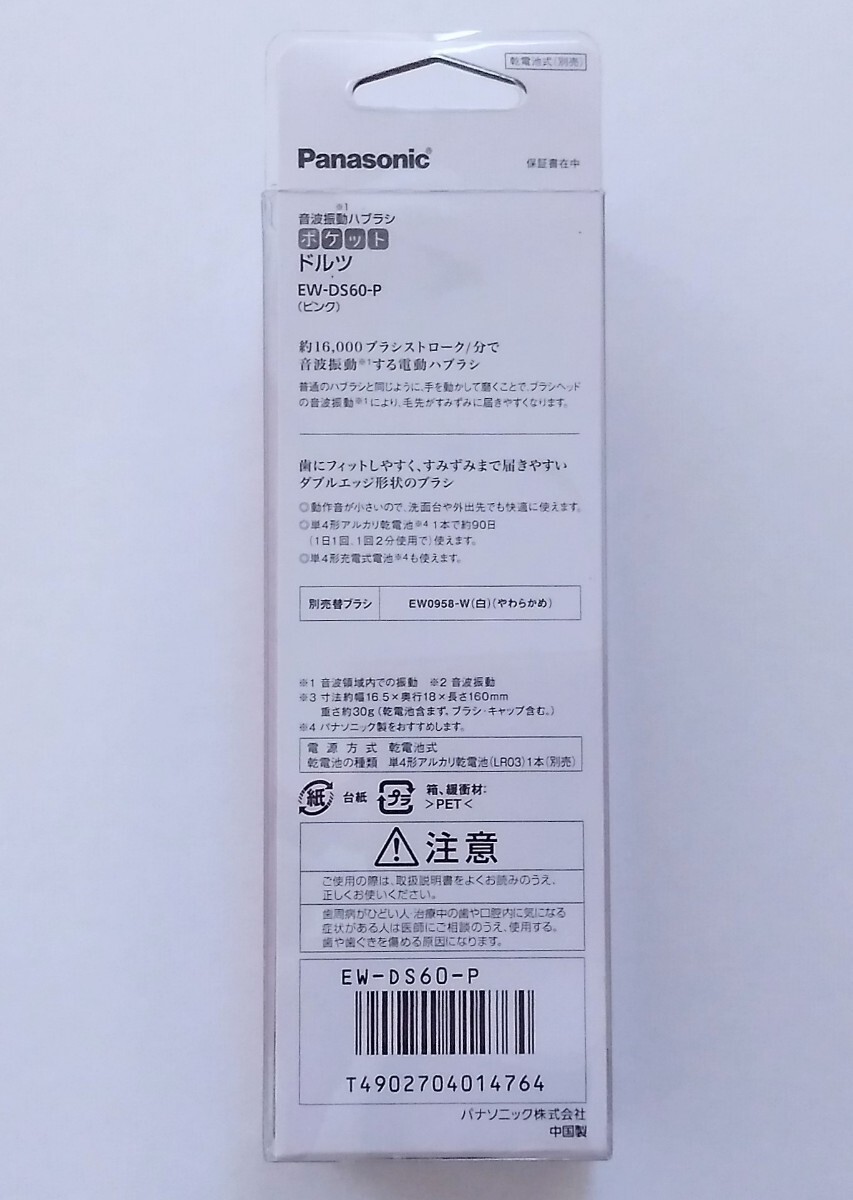 乾電池式(別売)
Panasonic®
保証書在中
※1
音波振動ハブラシ
ポケット
ドルツ
EW-DS60-P
(ピンク)
約16,000ブラシストローク/分で
音波振動※1する電動ハブラシ
普通のハブラシと同じように、手を動かして磨くことで、ブラシヘッド
の音波振動※1により、毛先がすみずみに届きやすくなります。
歯にフィットしやすく、すみずみまで届きやすい
ダブルエッジ形状のブラシ
◎動作音が小さいので、洗面台や外出先でも快適に使えます。
◎単4形アルカリ乾電池※4 1本で約90日
(1日1回、1回2分使用で)使えます。
◎単4形充電式電池※4も使えます。
別売替ブラシ EW0958-W(白)(やわらかめ)
※1 音波領域内での振動 ※2 音波振動
※3 寸法約幅16.5×奥行18×長さ160mm
重さ約30g(乾電池含まず、ブラシ・キャップ含む。)
※4 パナソニック製をおすすめします。
電源方式 乾電池式
乾電池の種類 単4形アルカリ乾電池(LR03)1本(別売)
紙 台紙 プラ 箱、緩衝材:
>PET<
注意
ご使用の際は、取扱説明書をよくお読みのうえ、
正しくお使いください。
歯周病がひどい人・治療中の歯や口腔内に気になる
症状がある人は医師にご相談のうえ、使用する。
歯や歯ぐきを傷める原因になります。
EW-DS60-P
T4902704014764
パナソニック株式会社
中国製